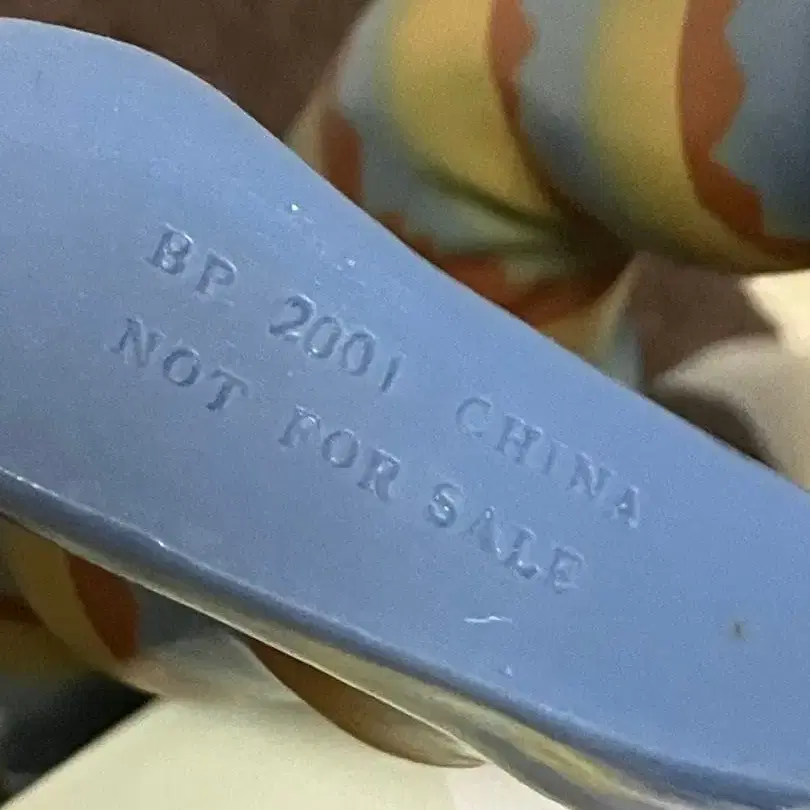 BP. 2001 CHINA
NOT FOR SALE